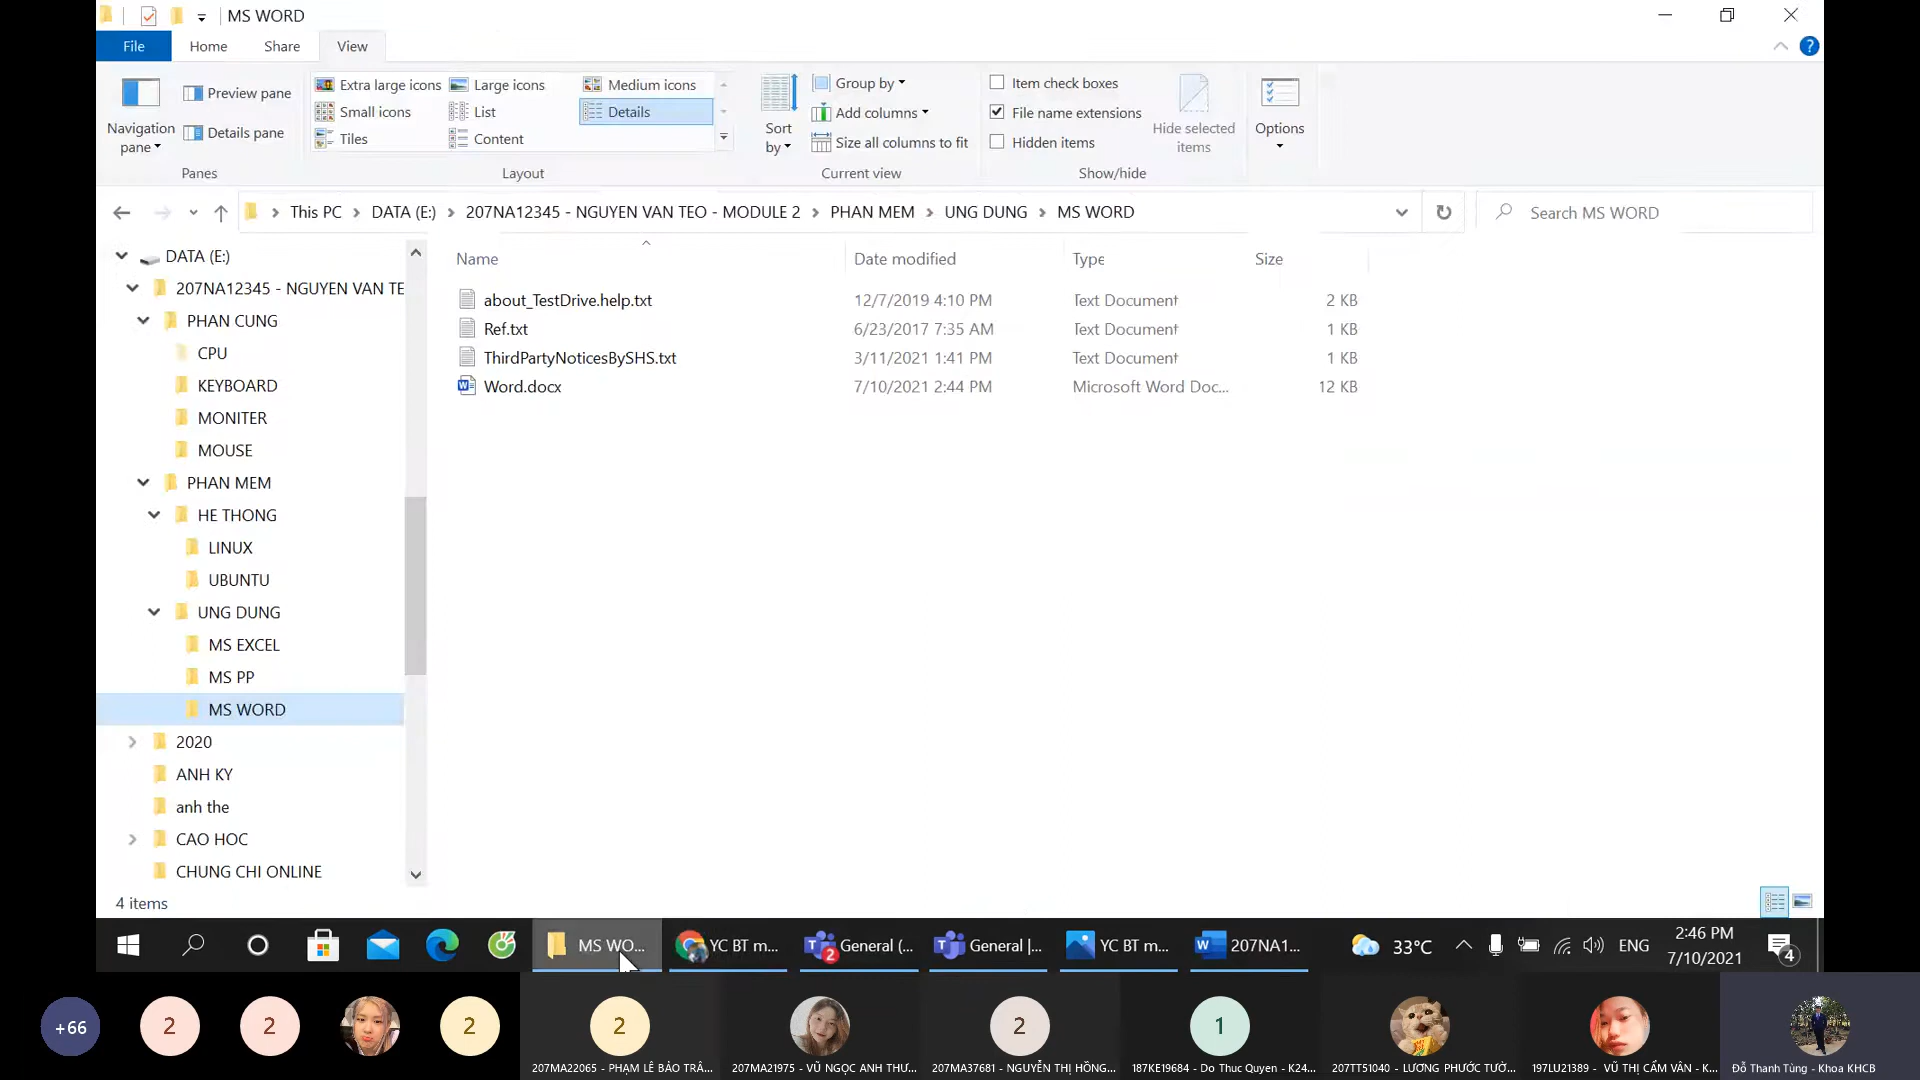 MS WORD
File Home Share View
Navigation pane
Preview pane
Details pane
Panes
Extra large icons Large icons Medium icons
Small icons List Details
Tiles Content
Layout
Sort by
Group by
Add columns
Size all columns to fit
Current view
Item check boxes
File name extensions
Hidden items
Show/hide
Hide selected items
Options
This PC DATA (E:) 207NA12345 - NGUYEN VAN TEO - MODULE 2 PHAN MEM UNG DUNG MS WORD
Search MS WORD
DATA (E:)
207NA12345 - NGUYEN VAN TE
PHAN CUNG
CPU
KEYBOARD
MONITER
MOUSE
PHAN MEM
HE THONG
LINUX
UBUNTU
UNG DUNG
MS EXCEL
MS PP
MS WORD
2020
ANH KY
anh the
CAO HOC
CHUNG CHI ONLINE
Name Date modified Type Size
about_TestDrive.help.txt 12/7/2019 4:10 PM Text Document 2 KB
Ref.txt 6/23/2017 7:35 AM Text Document 1 KB
ThirdPartyNoticesBySHS.txt 3/11/2021 1:41 PM Text Document 1 KB
Word.docx 7/10/2021 2:44 PM Microsoft Word Doc... 12 KB
4 items
MS WO... YC BT m... 2 General (... General |... YC BT m... 207NA1... 33°C ENG 2:46 PM
7/10/2021
4
+66 2 2 2 2 2 1
207MA22065 - PHẠM LÊ BẢO TRÂ... 207MA21975 - VŨ NGỌC ANH THƯ... 207MA37681 - NGUYỄN THỊ HỒNG... 187KE19684 - Do Thuc Quyen - K24... 207TT51040 - LƯƠNG PHƯỚC TƯỜ... 197LU21389 - VŨ THỊ CẨM VÂN - K... Đỗ Thanh Tùng - Khoa KHCB